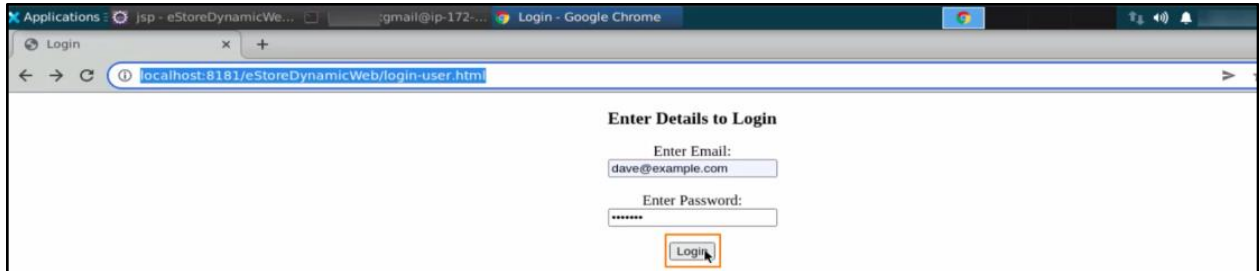 Applications jsp - eStoreDynamicWe... :gmail@ip-172-... Login - Google Chrome
Login
localhost:8181/eStoreDynamicWeb/login-user.html
Enter Details to Login
Enter Email:
dave@example.com
Enter Password:
•••••••
Login